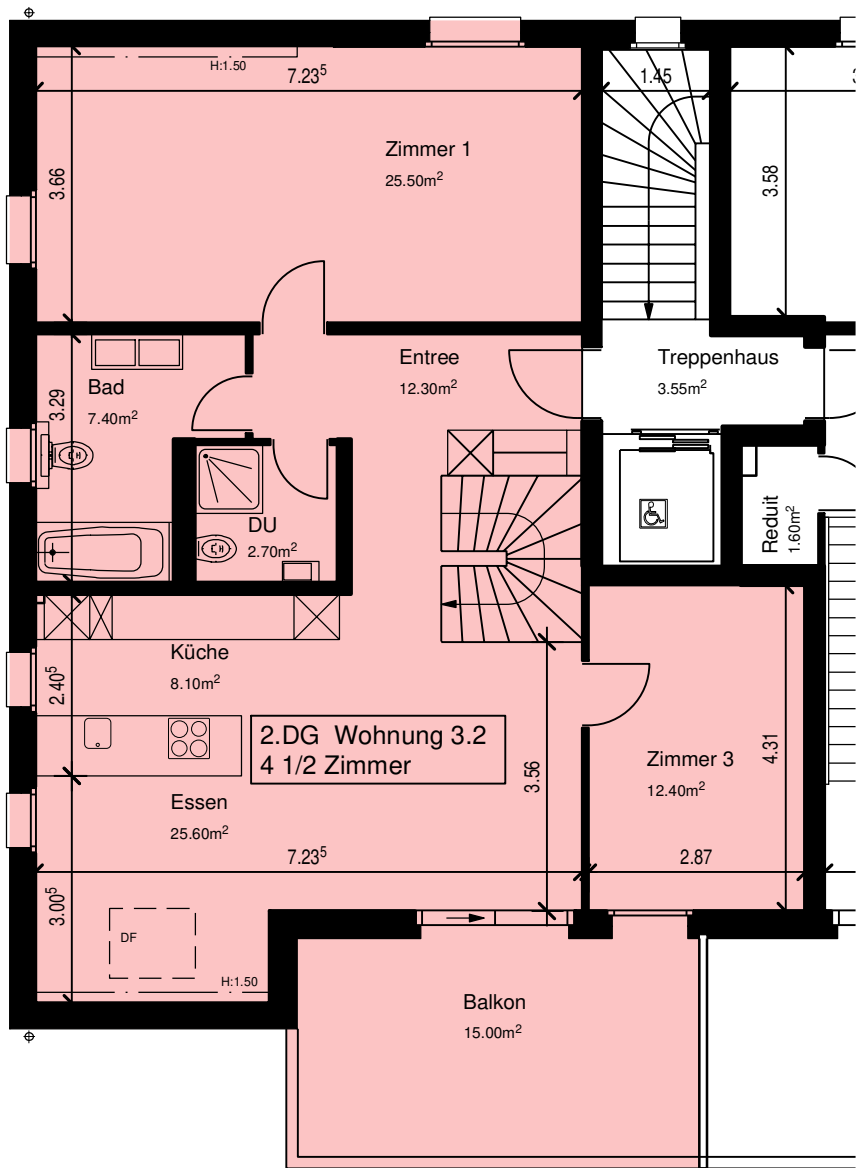 H:1.50
7.23⁵
1.45
Zimmer 1
25.50m²
3.66
3.58
Entree
12.30m²
Treppenhaus
3.55m²
Bad
7.40m²
3.29
DU
2.70m²
Reduit
1.60m²
Küche
8.10m²
2.40⁵
2.DG Wohnung 3.2
4 1/2 Zimmer
3.56
Zimmer 3
12.40m²
4.31
Essen
25.60m²
7.23⁵
2.87
3.00⁵
DF
H:1.50
Balkon
15.00m²